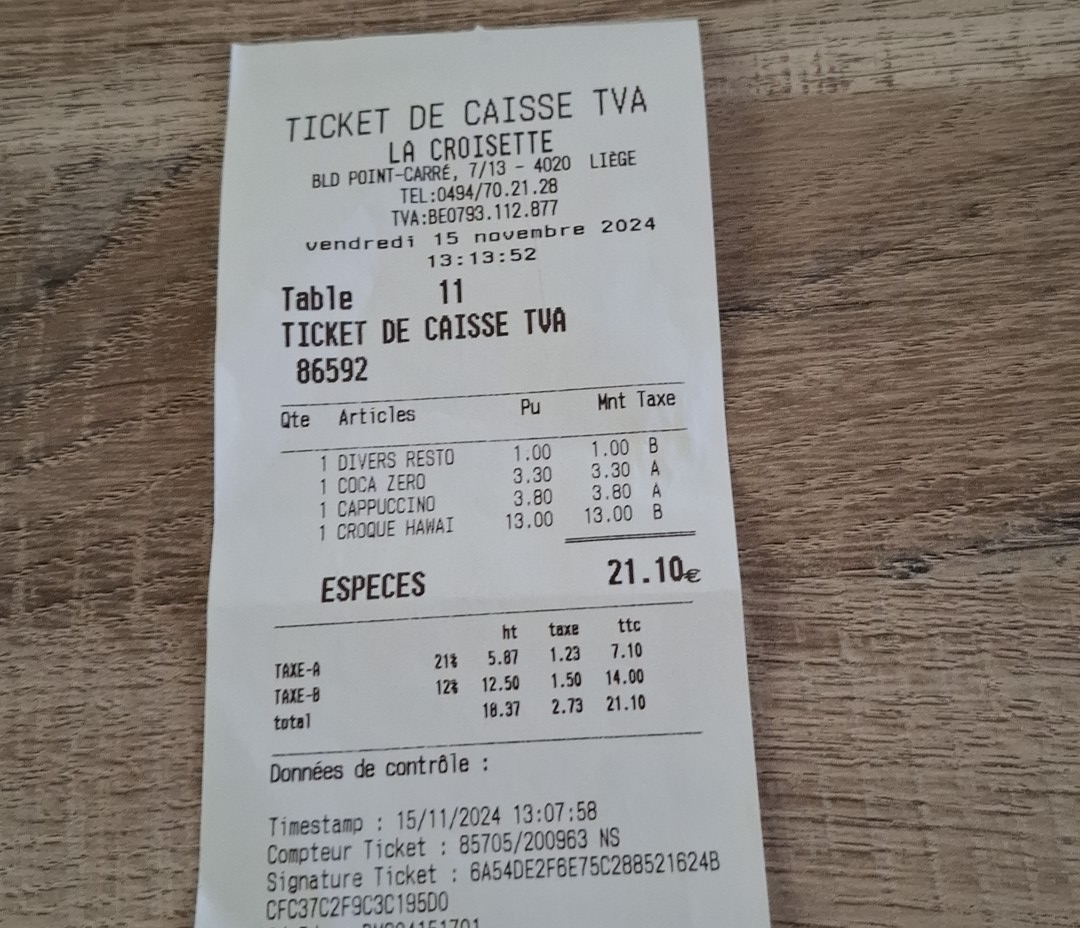 TICKET DE CAISSE TVA
LA CROISETTE
BLD POINT-CARRÉ, 7/13 - 4020 LIÈGE
TEL:0494/70.21.28
TVA:BE0793.112.877
vendredi 15 novembre 2024
13:13:52
Table 11
TICKET DE CAISSE TVA
86592
Qte Articles Pu Mnt Taxe
1 DIVERS RESTO 1.00 1.00 B
1 COCA ZERO 3.30 3.30 A
1 CAPPUCCINO 3.80 3.80 A
1 CROQUE HAWAI 13.00 13.00 B
ESPECES 21.10€
ht taxe ttc
TAXE-A 21% 5.87 1.23 7.10
TAXE-B 12% 12.50 1.50 14.00
total 18.37 2.73 21.10
Données de contrôle :
Timestamp : 15/11/2024 13:07:58
Compteur Ticket : 85705/200963 NS
Signature Ticket : 6A54DE2F6E75C288521624B
CFC37C2F9C3C195D0